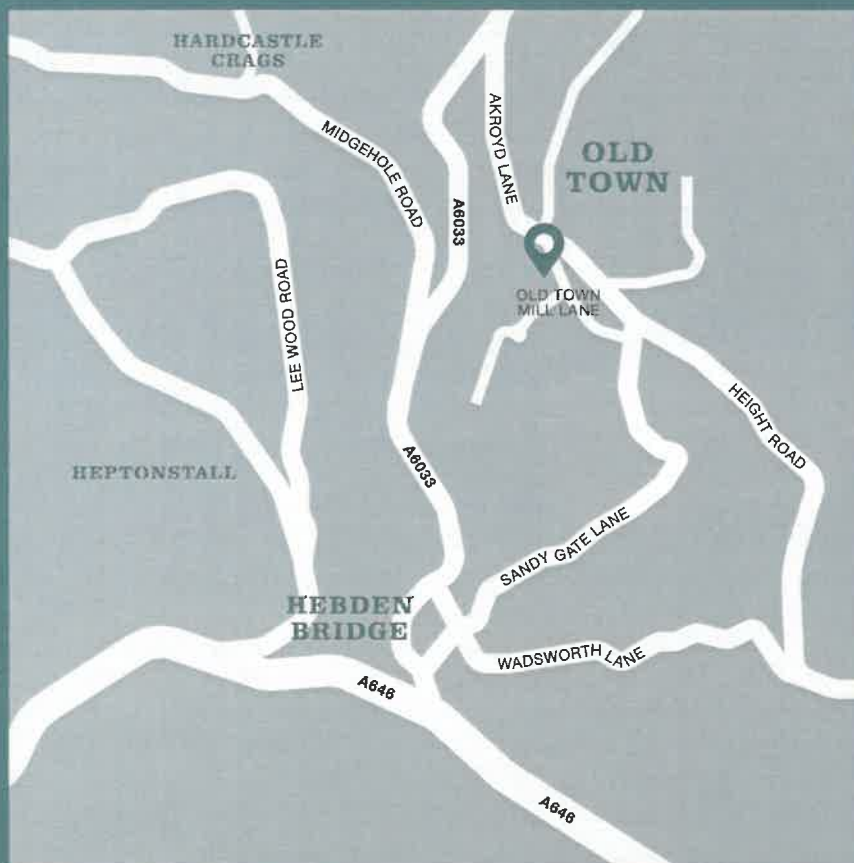 HARDCASTLE
CRAGS
MIDGEHOLE ROAD
AKROYD LANE
OLD
TOWN
A6033
OLD TOWN
MILL LANE
LEE WOOD ROAD
HEIGHT ROAD
A6033
HEPTONSTALL
SANDY GATE LANE
HEBDEN
BRIDGE
WADSWORTH LANE
A646
A646